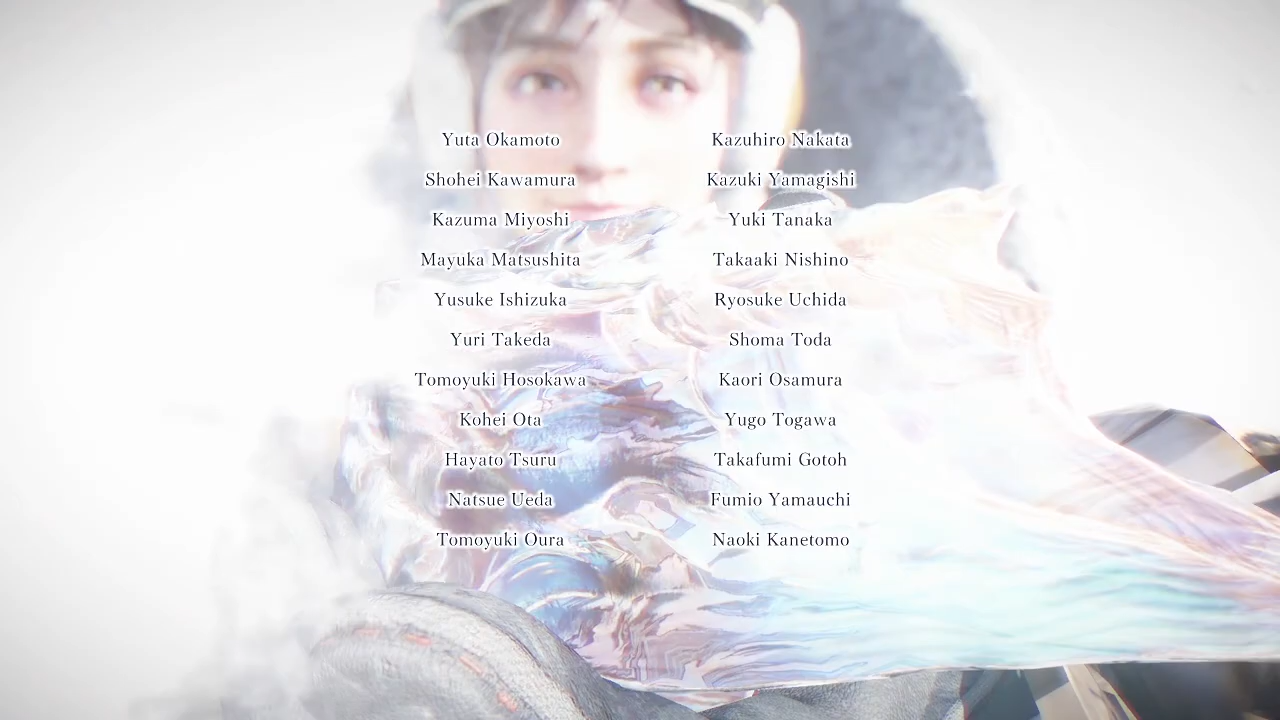 Yuta Okamoto
Kazuhiro Nakata
Shohei Kawamura
Kazuki Yamagishi
Kazuma Miyoshi
Yuki Tanaka
Mayuka Matsushita
Takaaki Nishino
Yusuke Ishizuka
Ryosuke Uchida
Yuri Takeda
Shoma Toda
Tomoyuki Hosokawa
Kaori Osamura
Kohei Ota
Yugo Togawa
Hayato Tsuru
Takafumi Gotoh
Natsue Ueda
Fumio Yamauchi
Tomoyuki Oura
Naoki Kanetomo